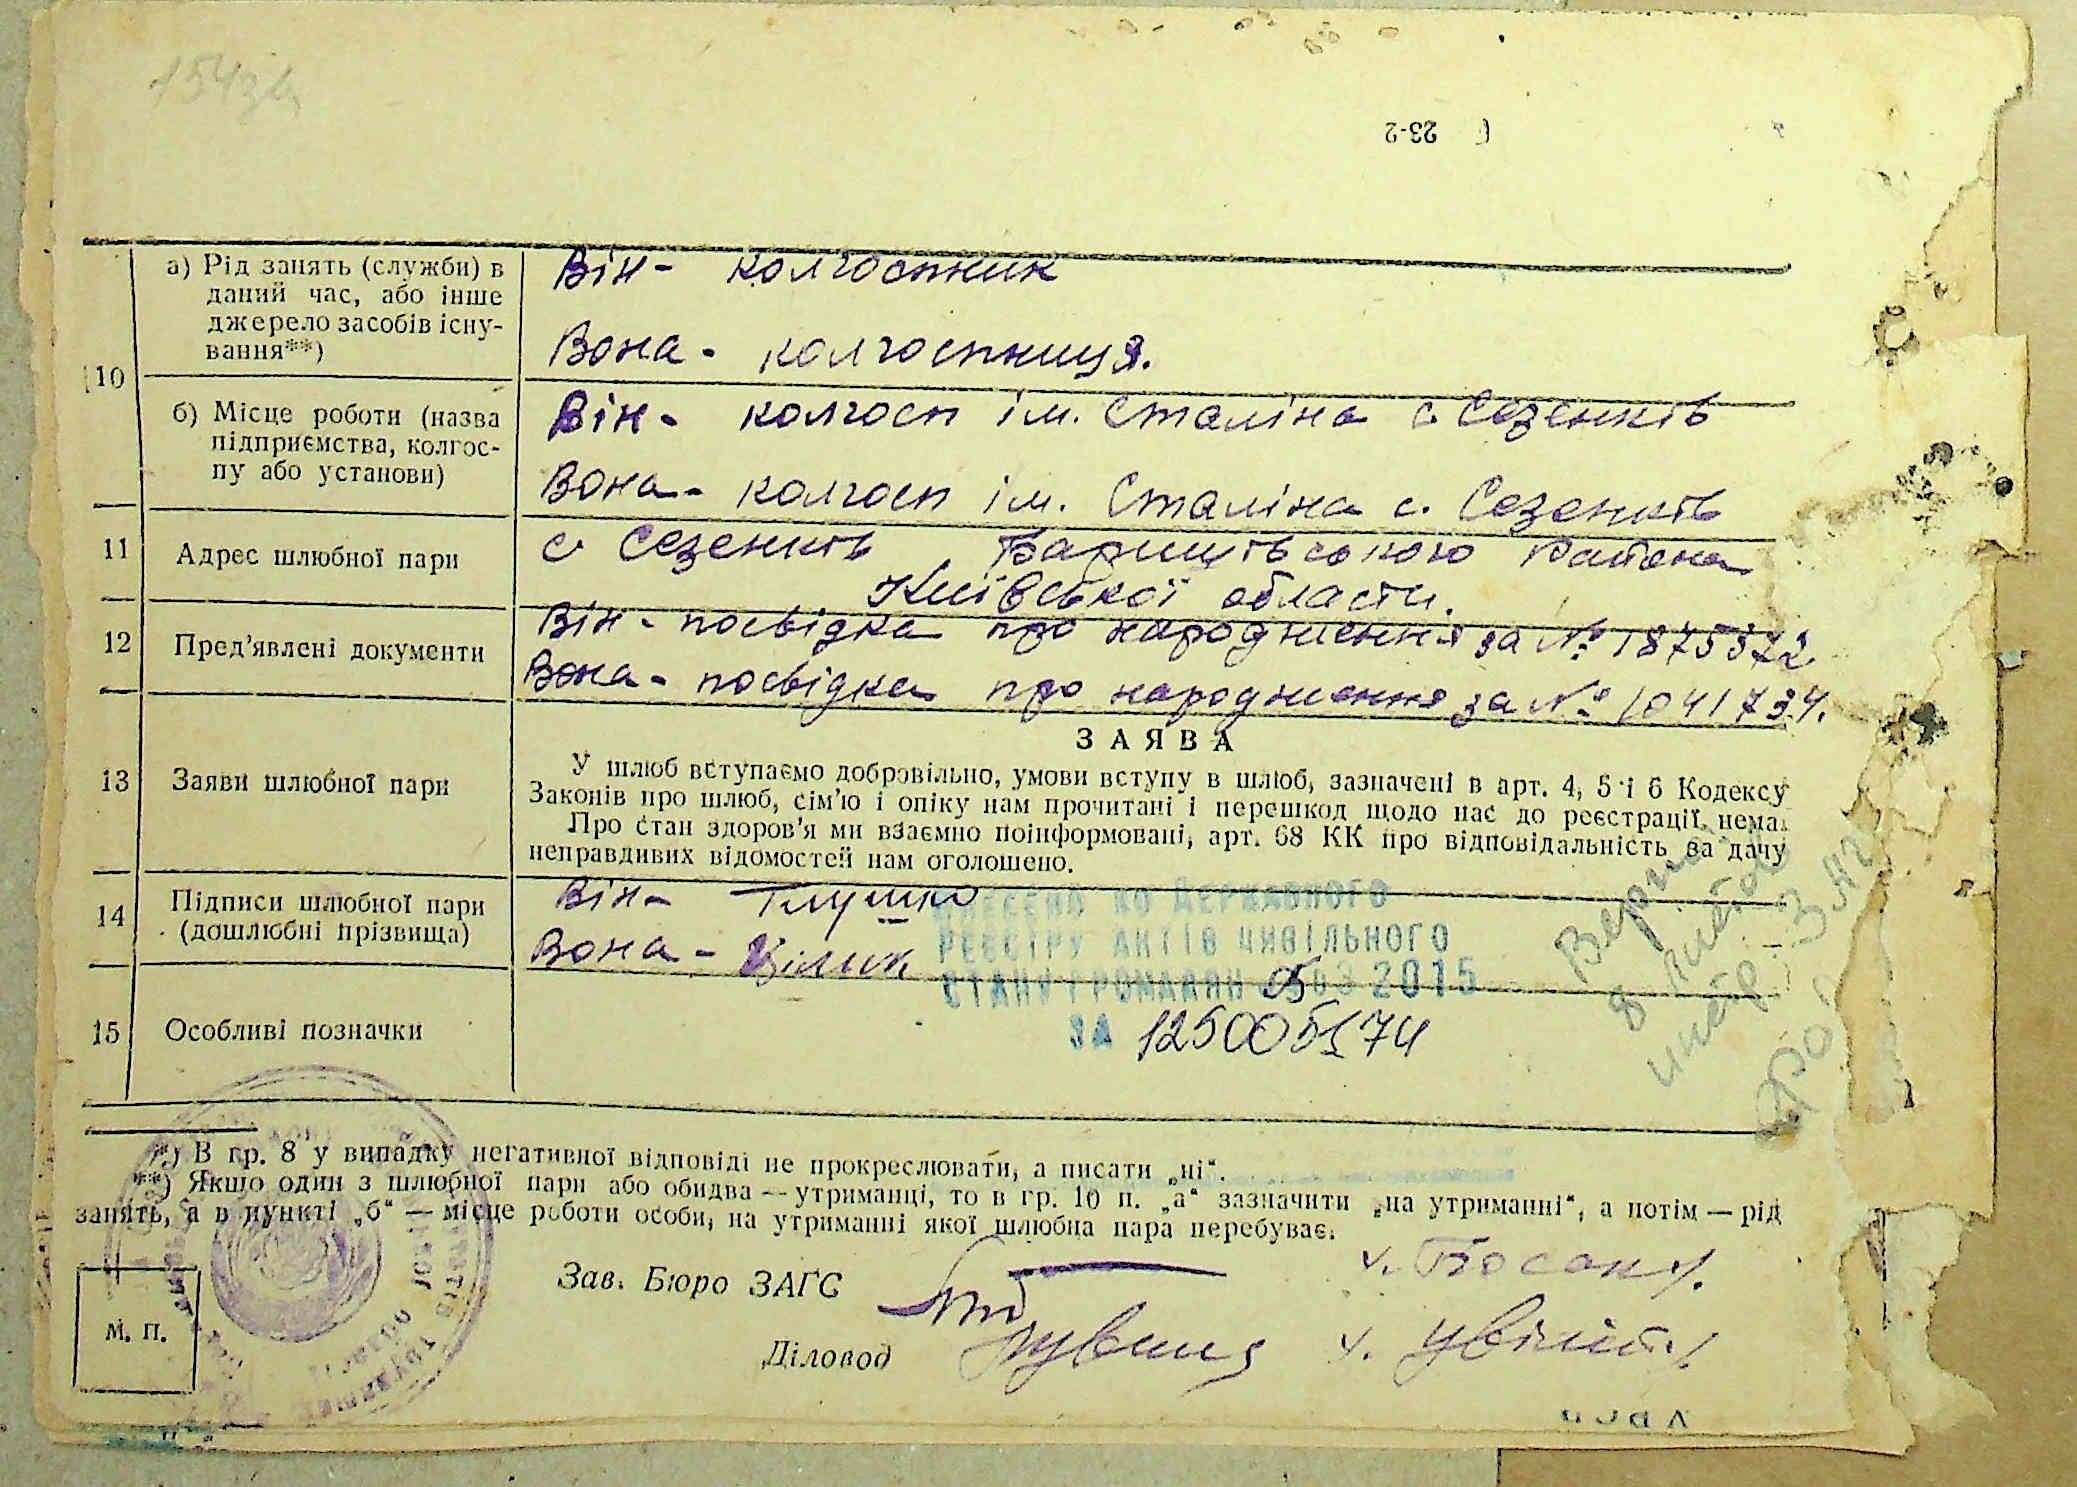 23-2
10
а) Рід занять (служби) в
даний час, або інше
джерело засобів існу-
вання**)
Він - колгоспник
Вона - колгоспниця.
б) Місце роботи (назва
підприємства, колгос-
пу або установи)
Він - колгосп ім. Сталіна с Сезенків
Вона - колгосп ім. Сталіна с. Сезенків
11
Адрес шлюбної пари
с. Сезенків Баришівського района
Київської области.
12
Пред’явлені документи
Він - посвідка про народження за № 1875372
Вона - посвідка про народження за № 1041734.
13
Заяви шлюбної пари
ЗАЯВА
У шлюб вступаємо добровільно, умови вступу в шлюб, зазначені в арт. 4, 5 і 6 Кодексу
Законів про шлюб, сім’ю і опіку нам прочитані і перешкод щодо нас до реєстрації нема.
Про стан здоров’я ми взаємно поінформовані, арт. 68 КК про відповідальність за дачу
неправдивих відомостей нам оголошено.
14
Підписи шлюбної пари
(дошлюбні прізвища)
Він - Глушко
Вона -
ВНЕСЕНО ДО ДЕРЖАВНОГО
РЕЄСТРУ АКТІВ ЦИВІЛЬНОГО
СТАНУ ГРОМАДЯН 03 2015
ЗА
15
Особливі позначки
*) В гр. 8 у випадку негативної відповіді не прокреслювати, а писати „ні“.
**) Якщо один з шлюбної пари або обидва — утриманці, то в гр. 10 п. „а“ зазначити „на утриманні“, а потім — рід
занять, а в пункті „б“ — місце роботи особи, на утриманні якої шлюбна пара перебуває.
Зав. Бюро ЗАГС
Діловод
М. П.